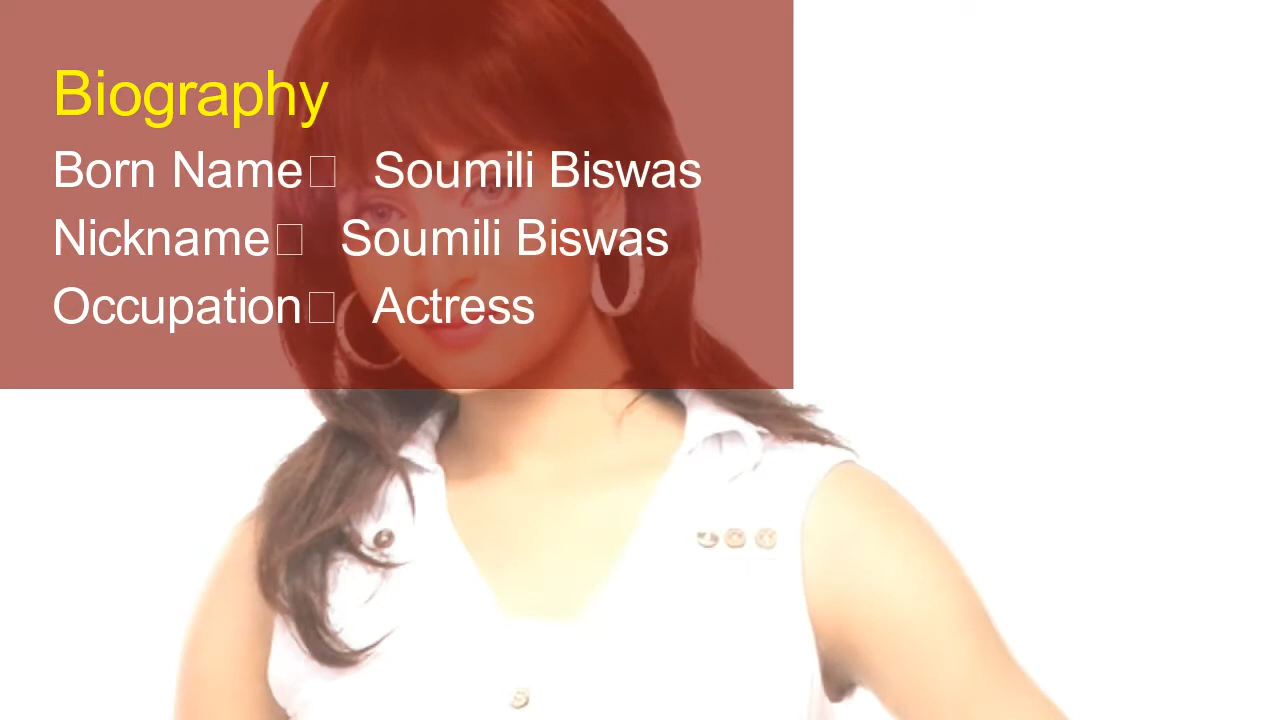 Biography
Born Name□ Soumili Biswas
Nickname□ Soumili Biswas
Occupation□ Actress